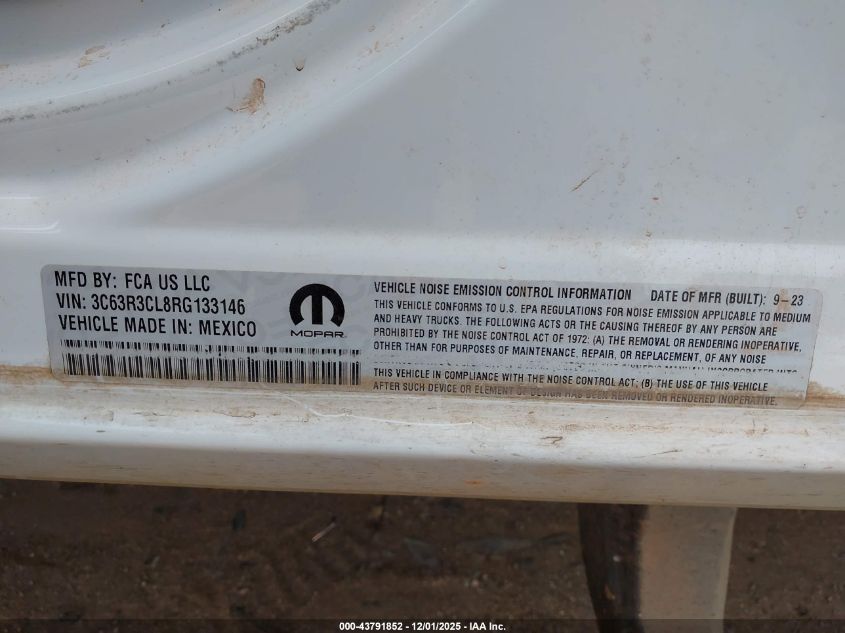 MFD BY: FCA US LLC
VIN: 3C63R3CL8RG133146
VEHICLE MADE IN: MEXICO
MOPAR
VEHICLE NOISE EMISSION CONTROL INFORMATION DATE OF MFR (BUILT): 9-23
THIS VEHICLE CONFORMS TO U.S. EPA REGULATIONS FOR NOISE EMISSION APPLICABLE TO MEDIUM
AND HEAVY TRUCKS. THE FOLLOWING ACTS OR THE CAUSING THEREOF BY ANY PERSON ARE
PROHIBITED BY THE NOISE CONTROL ACT OF 1972: (A) THE REMOVAL OR RENDERING INOPERATIVE,
OTHER THAN FOR PURPOSES OF MAINTENANCE, REPAIR, OR REPLACEMENT, OF ANY NOISE
OWNER'S MANUAL INCORPORATED INTO
THIS VEHICLE IN COMPLIANCE WITH THE NOISE CONTROL ACT; (B) THE USE OF THIS VEHICLE
AFTER SUCH DEVICE OR ELEMENT OF DESIGN HAS BEEN REMOVED OR RENDERED INOPERATIVE.
000-43791852 - 12/01/2025 - IAA Inc.